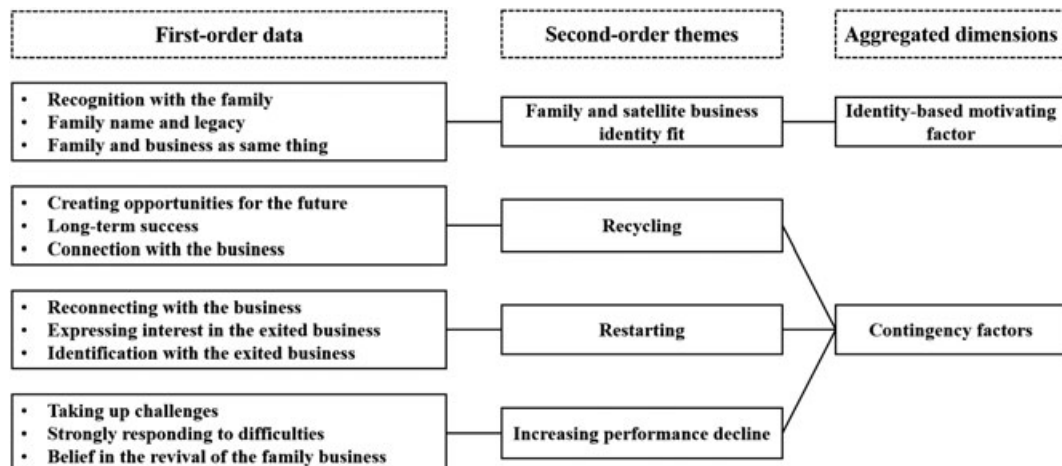 First-order data
Second-order themes
Aggregated dimensions
• Recognition with the family
• Family name and legacy
• Family and business as same thing
Family and satellite business
identity fit
Identity-based motivating
factor
• Creating opportunities for the future
• Long-term success
• Connection with the business
Recycling
• Reconnecting with the business
• Expressing interest in the exited business
• Identification with the exited business
Restarting
Contingency factors
• Taking up challenges
• Strongly responding to difficulties
• Belief in the revival of the family business
Increasing performance decline